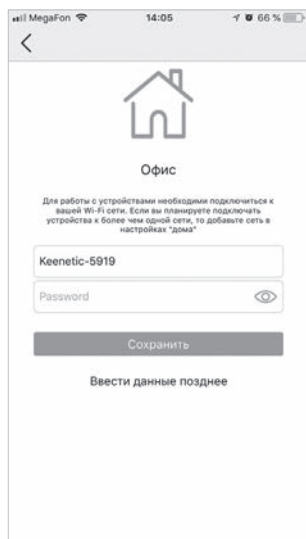 MegaFon 14:05 66 %
Офис
Для работы с устройствами необходимими подключиться к
вашей Wi-Fi сети. Если вы планируете подключать
устройства к более чем одной сети, то добавьте сеть в
настройках "дома"
Keenetic-5919
Password
Сохранить
Ввести данные позднее